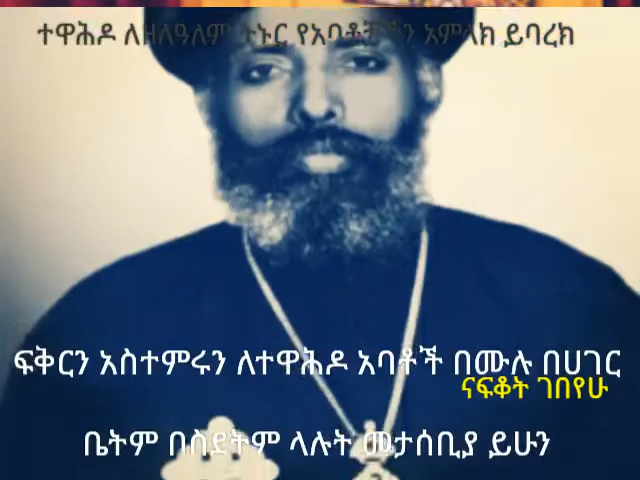 ተዋሕዶ ለዘለዓለም ትኑር የአባቶቻችን አምላክ ይባረክ
ፍቅርን አስተምሩን ለተዋሕዶ አባቶች በሙሉ በሀገር
ናፍቆት ገበየሁ
ቤትም በስደትም ላሉት መታሰቢያ ይሁን